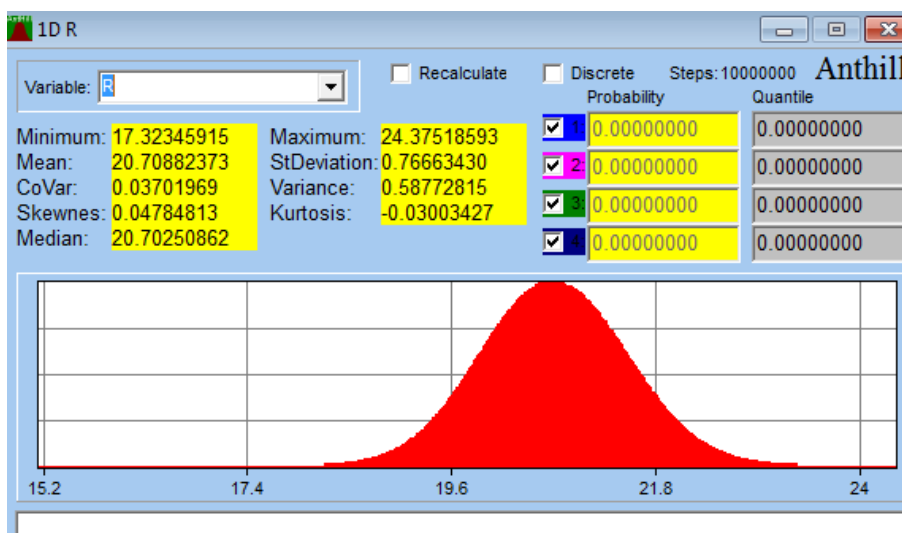 1D R
Variable: R
Recalculate
Discrete Steps:10000000 Anthill
Probability Quantile
Minimum: 17.32345915 Maximum: 24.37518593
Mean: 20.70882373 StDeviation: 0.76663430
CoVar: 0.03701969 Variance: 0.58772815
Skewnes: 0.04784813 Kurtosis: -0.03003427
Median: 20.70250862
1: 0.00000000 0.00000000
2: 0.00000000 0.00000000
3: 0.00000000 0.00000000
4: 0.00000000 0.00000000
15.2 17.4 19.6 21.8 24